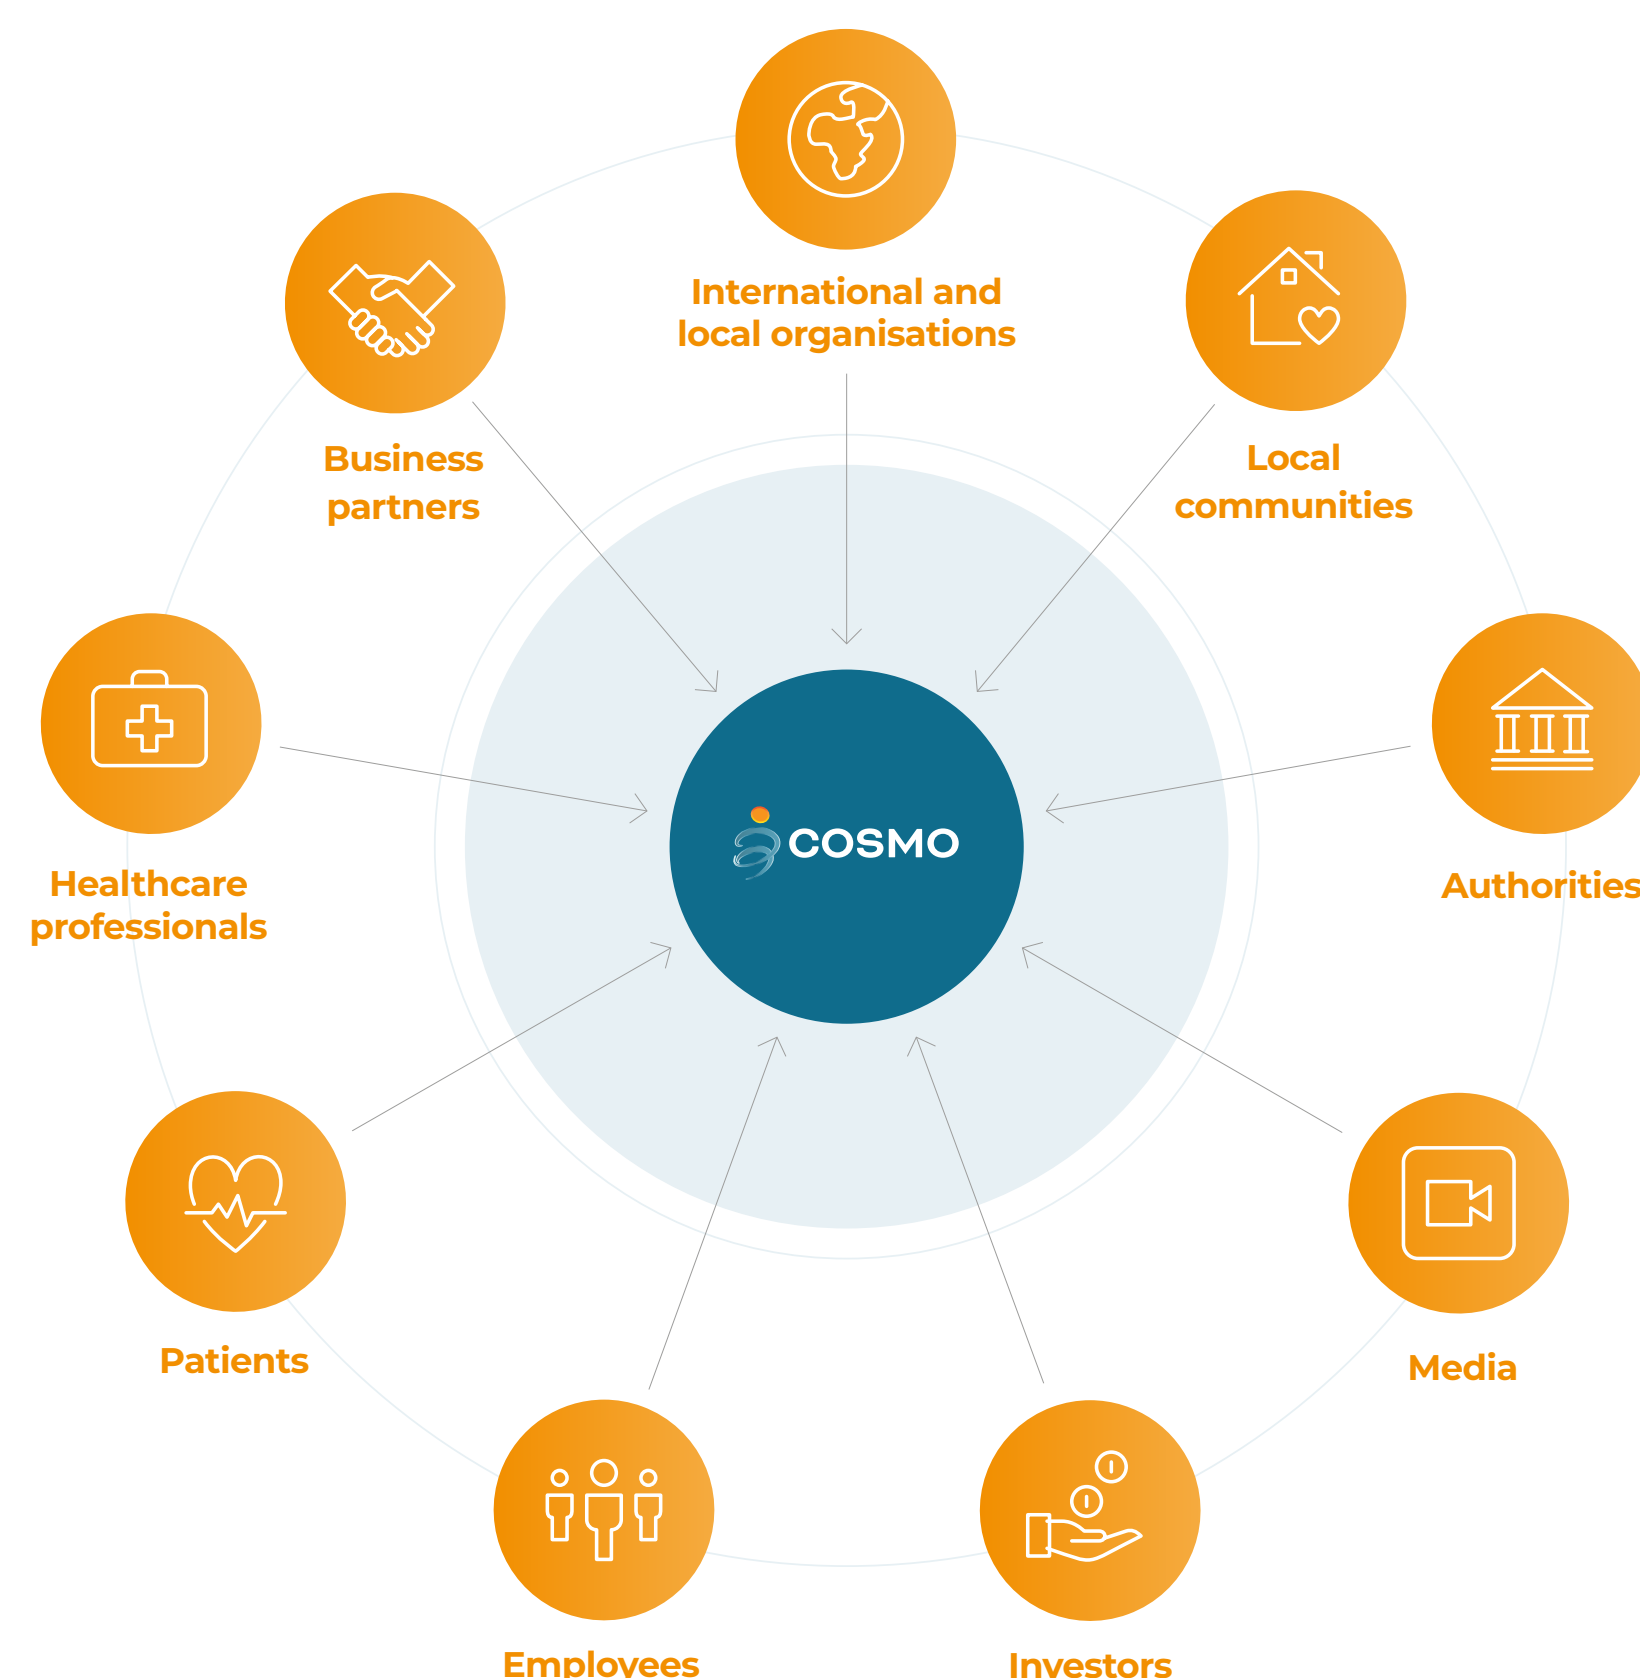 International and
local organisations
Business
partners
Local
communities
Healthcare
professionals
COSMO
Authorities
Patients
Media
Employees
Investors